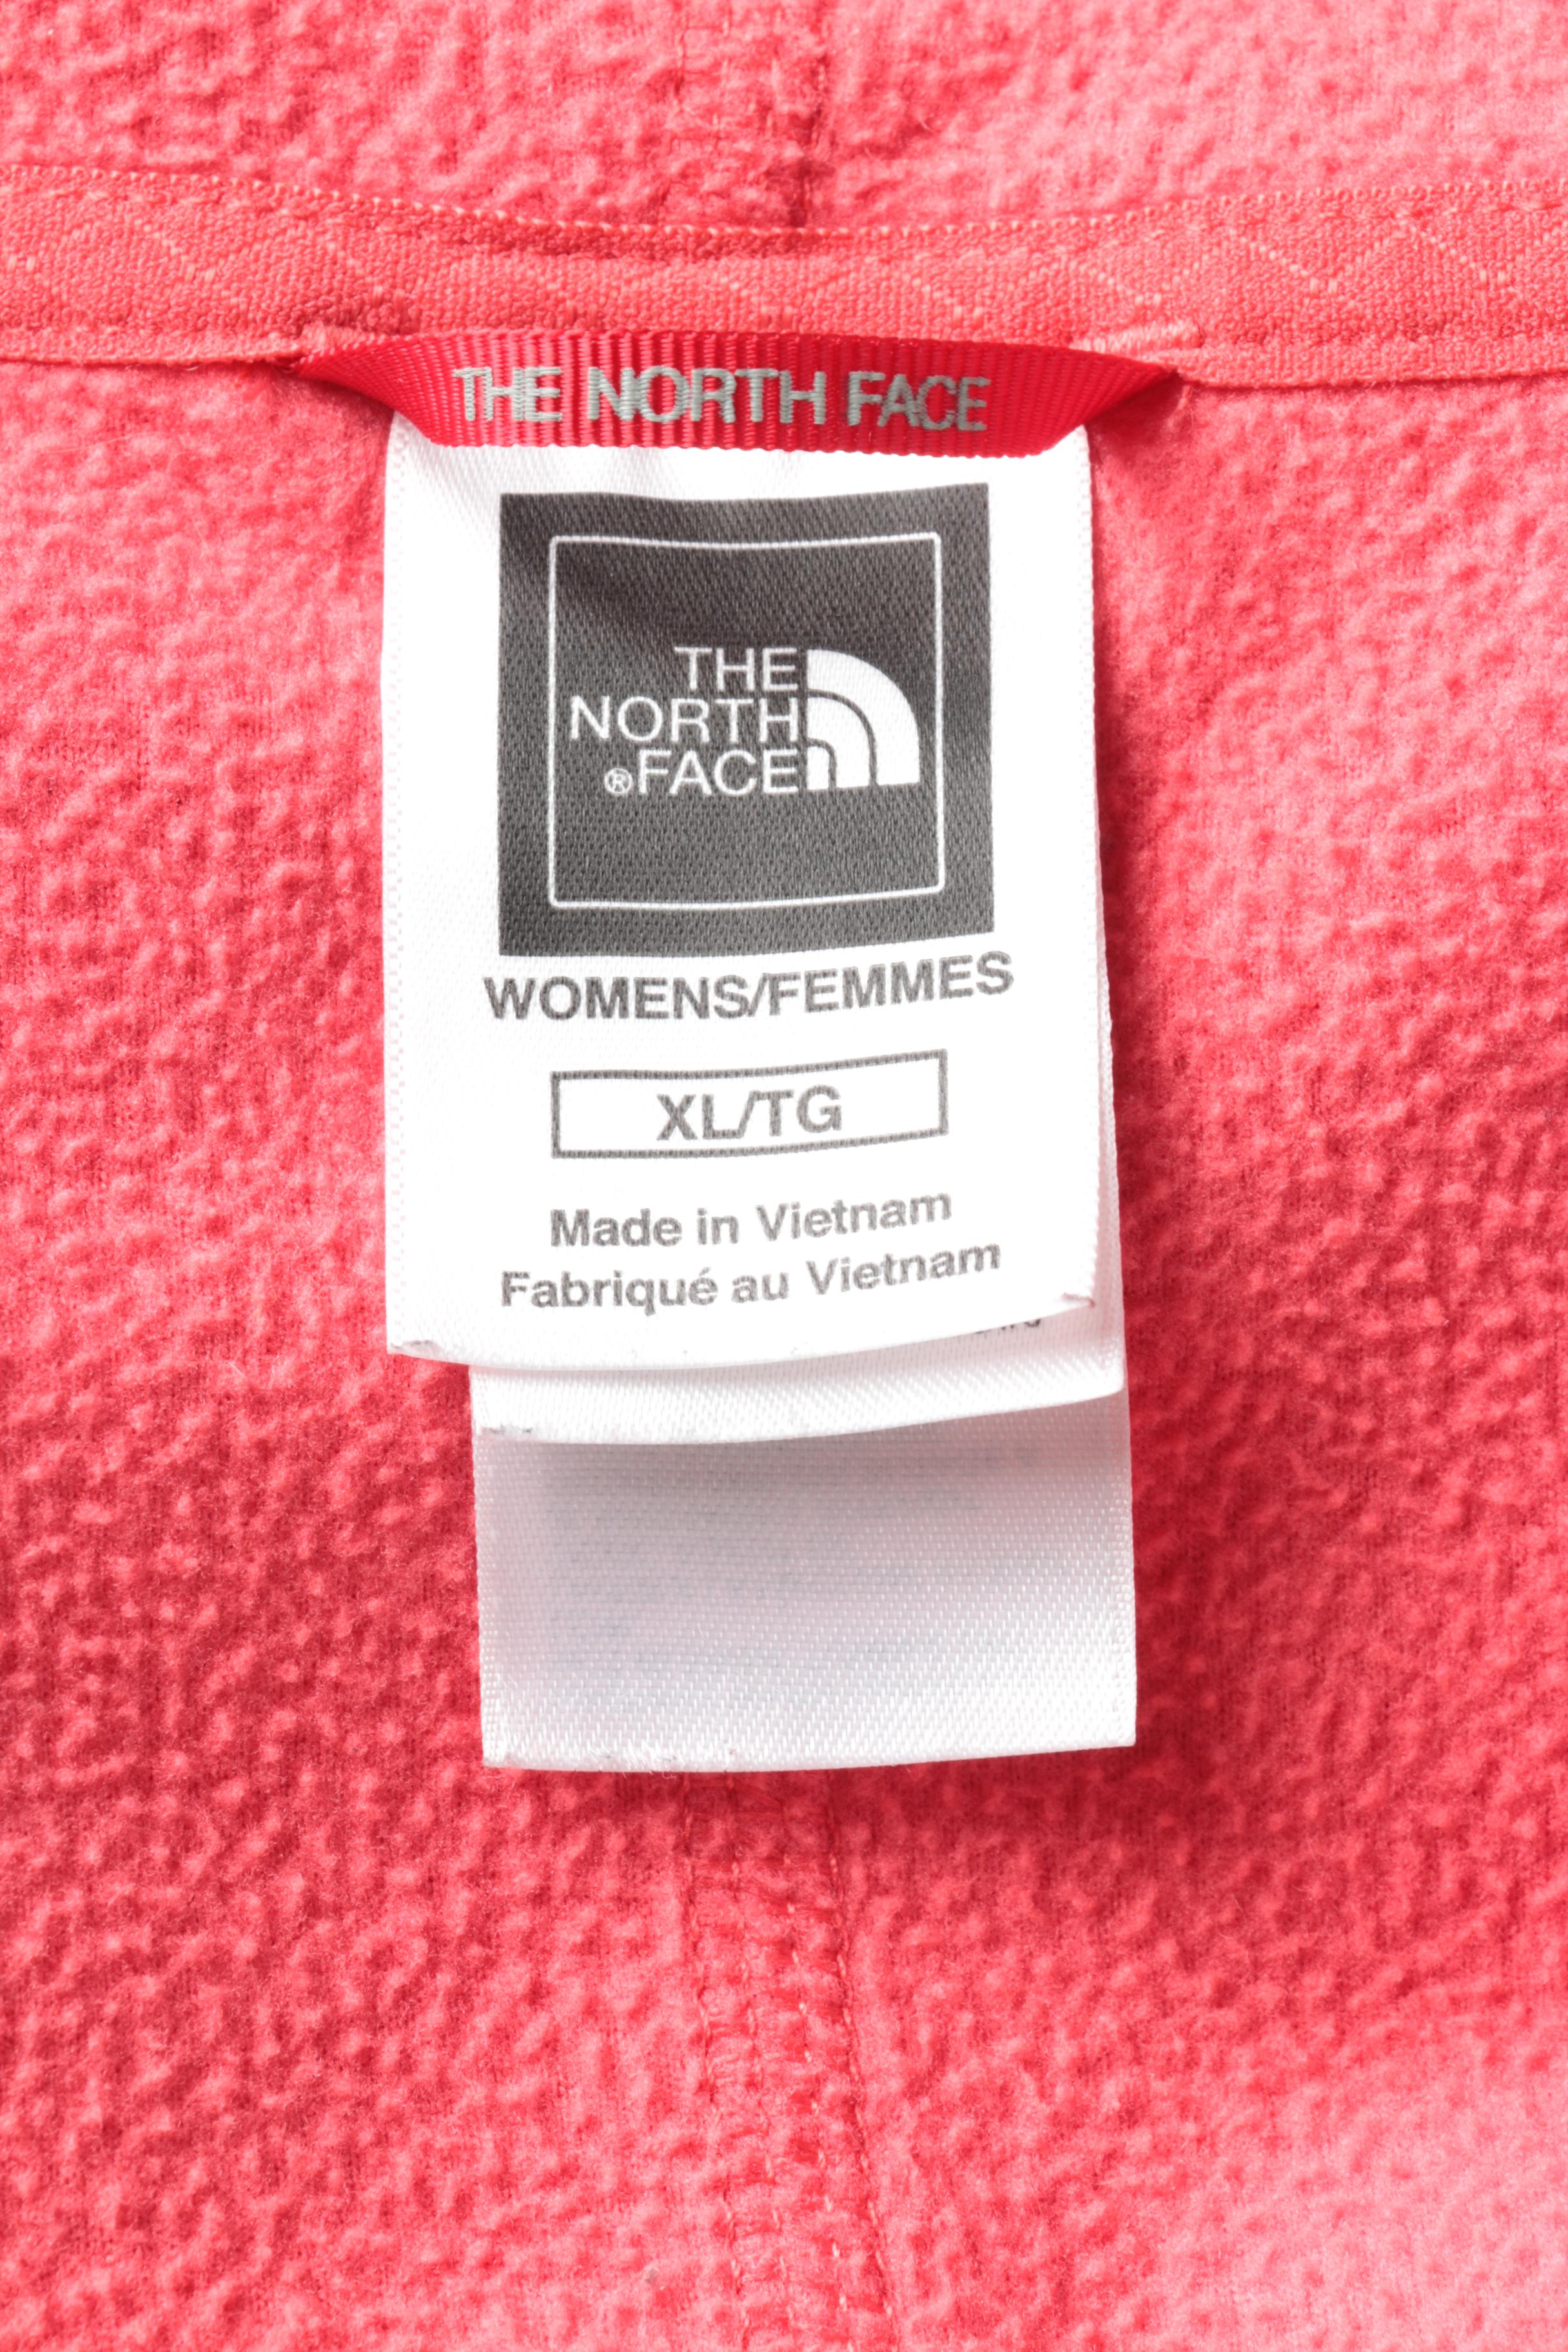 THE NORTH FACE
THE
NORTH
®FACE
WOMENS/FEMMES
XL/TG
Made in Vietnam
Fabriqué au Vietnam